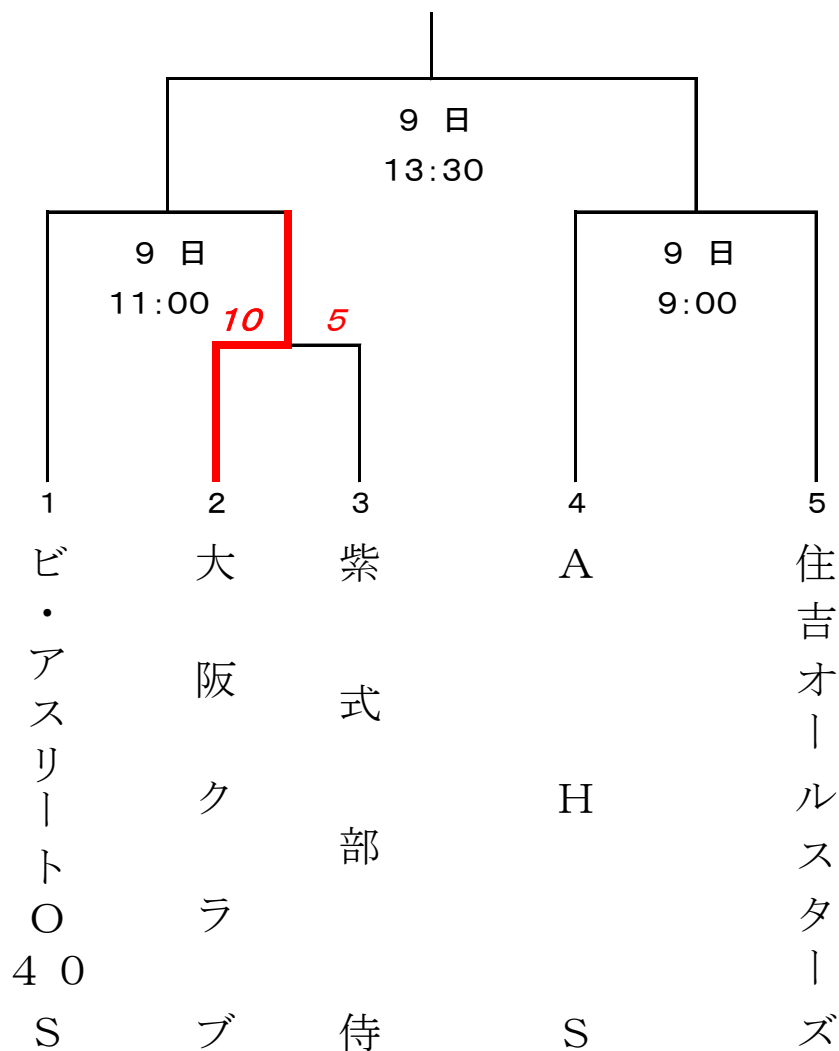 9 日
13:30
9 日
11:00
9 日
9:00
10
5
1
2
3
4
5
ビ・アスリートO40S
大阪クラブ
紫式部侍
AHS
住吉オールスターズ